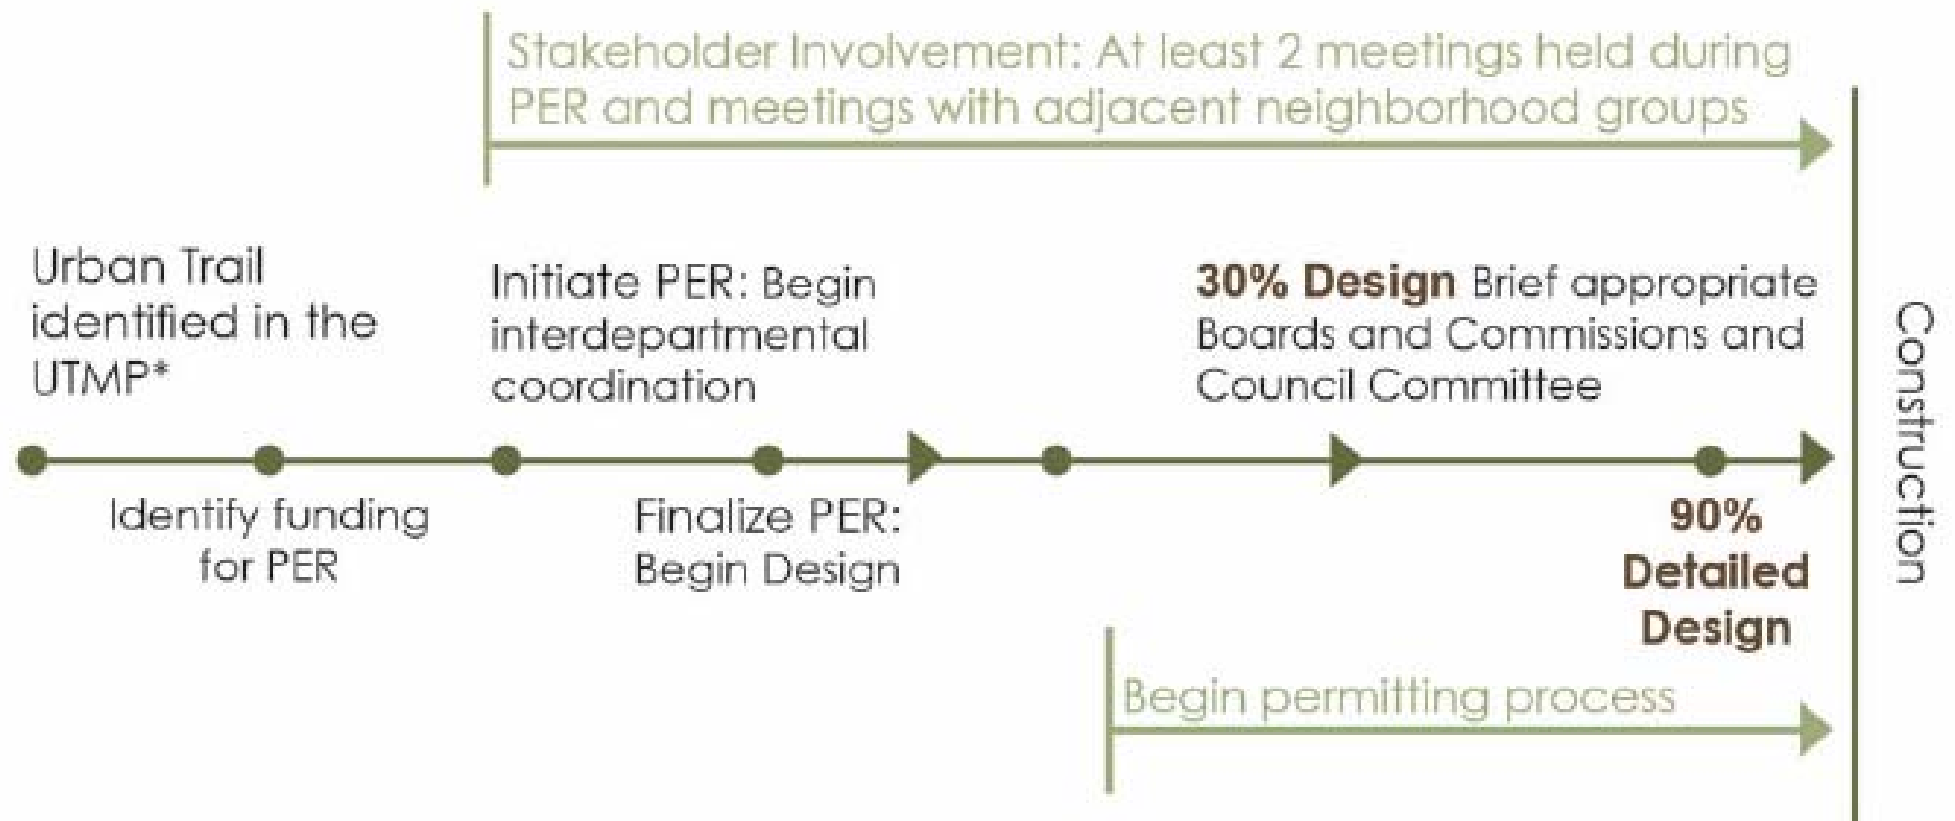 Stakeholder Involvement: At least 2 meetings held during
PER and meetings with adjacent neighborhood groups
Urban Trail
identified in the
UTMP*
Initiate PER: Begin
interdepartmental
coordination
30% Design Brief appropriate
Boards and Commissions and
Council Committee
Construction
Identify funding
for PER
Finalize PER:
Begin Design
90%
Detailed
Design
Begin permitting process